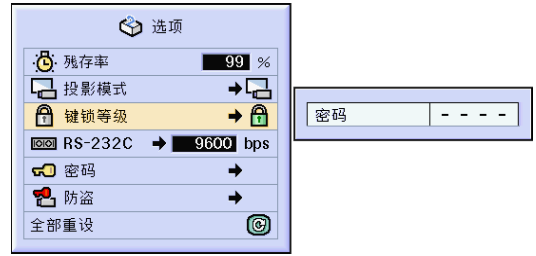 选项
残存率 99 %
投影模式
键锁等级
RS-232C 9600 bps
密码
防盗
全部重设
密码 - - - -